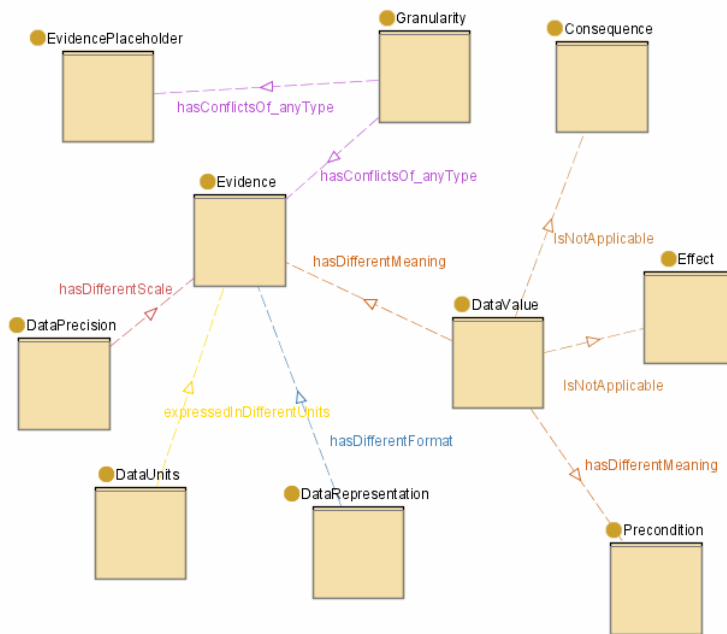 Granularity
Consequence
EvidencePlaceholder
hasConflictsOf_anyType
hasConflictsOf_anyType
Evidence
IsNotApplicable
hasDifferentMeaning
Effect
hasDifferentScale
DataValue
DataPrecision
IsNotApplicable
expressedInDifferentUnits
hasDifferentFormat
hasDifferentMeaning
DataUnits
DataRepresentation
Precondition